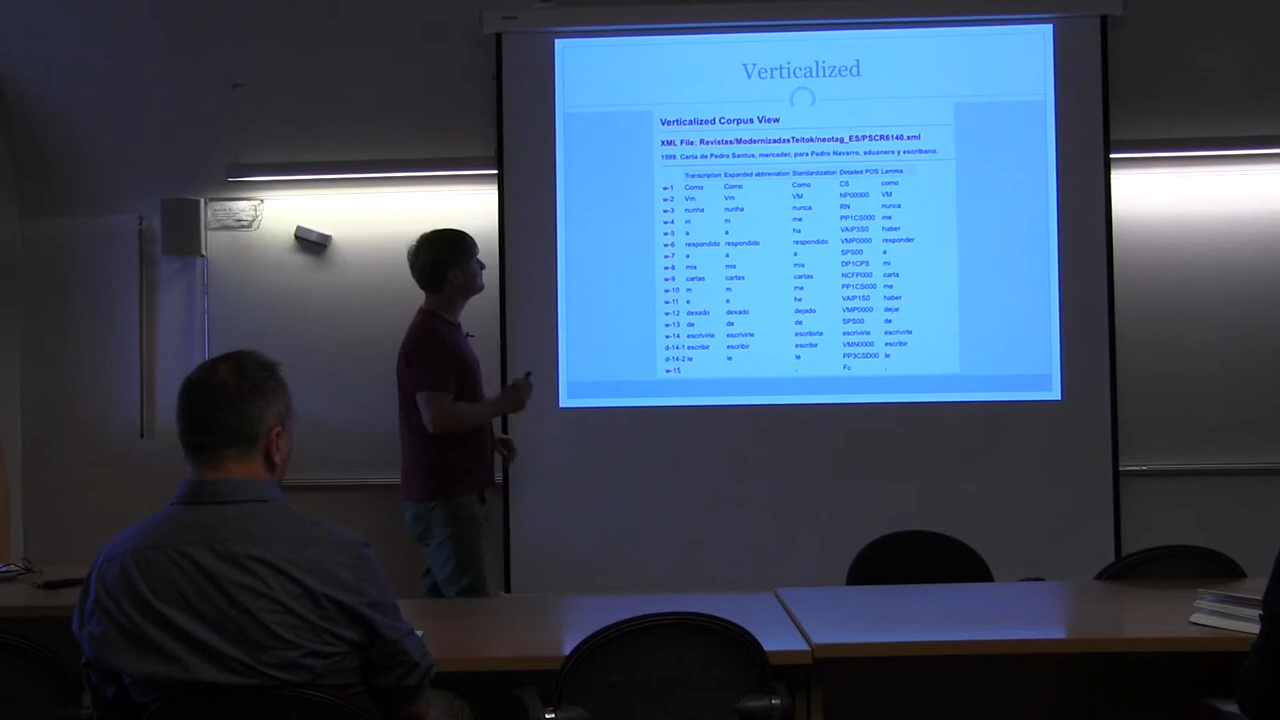 Verticalized
Verticalized Corpus View
XML File: Revistas/ModernizadasTeitok/neotag_ES/PSCR6140.xml
1599. Carta de Pedro Santus, mercader, para Pedro Navarro, aduanero y escribano.
Transcription Expanded abbreviation Standardization Detailed POS Lemma
w-1 Como Como Como CS como
w-2 Vm Vm VM NP00000 VM
w-3 nunha nunha nunca RN nunca
w-4 m m me PP1CS000 me
w-5 a a ha VAIP3S0 haber
w-6 respondido respondido respondido VMP0000 responder
w-7 a a a SPS00 a
w-8 mis mis mis DP1CPS mi
w-9 cartas cartas cartas NCFP000 carta
w-10 m m me PP1CS000 me
w-11 e e he VAIP1S0 haber
w-12 dexado dexado dejado VMP0000 dejar
w-13 de de de SPS00 de
w-14 escrivirle escrivirle escribirle escrivirle escrivirle
d-14-1 escribir escribir escribir VMN0000 escribir
d-14-2 le le le PP3CSD00 le
w-15 , Fc ,